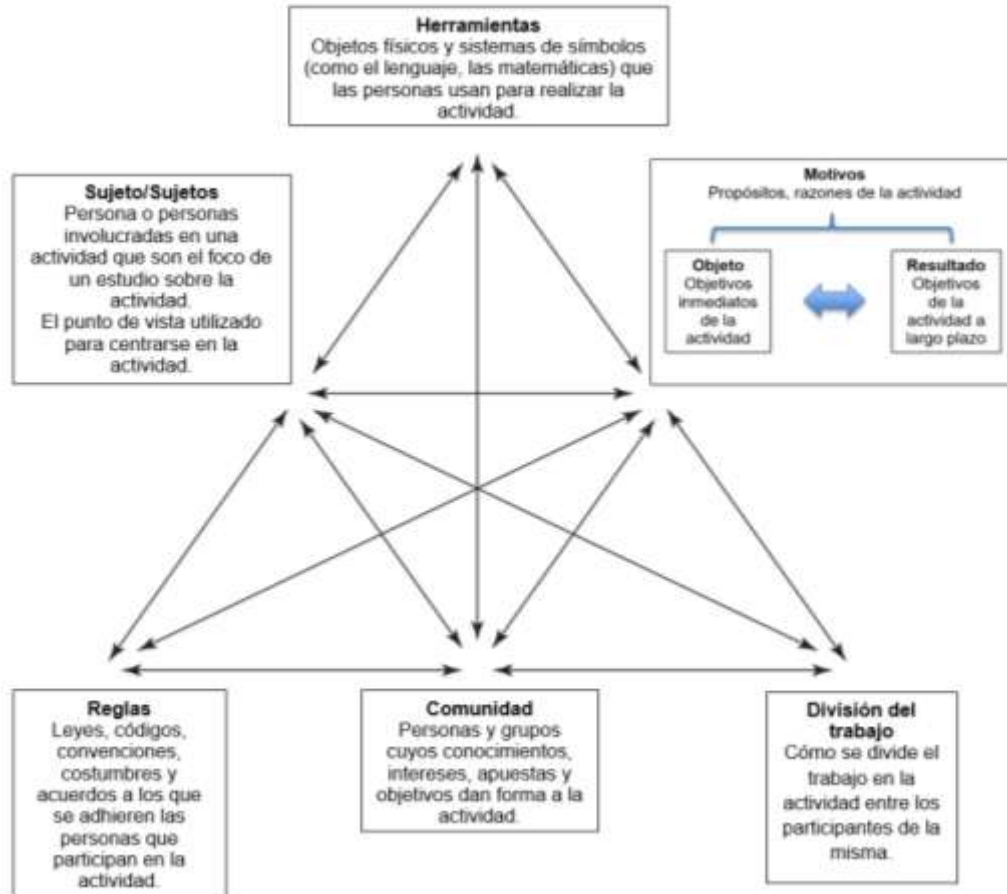 Herramientas
Objetos físicos y sistemas de símbolos
(como el lenguaje, las matemáticas) que
las personas usan para realizar la
actividad.
Sujeto/Sujetos
Persona o personas
involucradas en una
actividad que son el foco de
un estudio sobre la
actividad.
El punto de vista utilizado
para centrarse en la
actividad.
Motivos
Propósitos, razones de la actividad
Objeto
Objetivos
inmediatos
de la
actividad
Resultado
Objetivos
de la
actividad a
largo plazo
Reglas
Leyes, códigos,
convenciones,
costumbres y
acuerdos a los que
se adhieren las
personas que
participan en la
actividad.
Comunidad
Personas y grupos
cuyos conocimientos,
intereses, apuestas y
objetivos dan forma a la
actividad.
División del
trabajo
Cómo se divide el
trabajo en la
actividad entre los
participantes de la
misma.